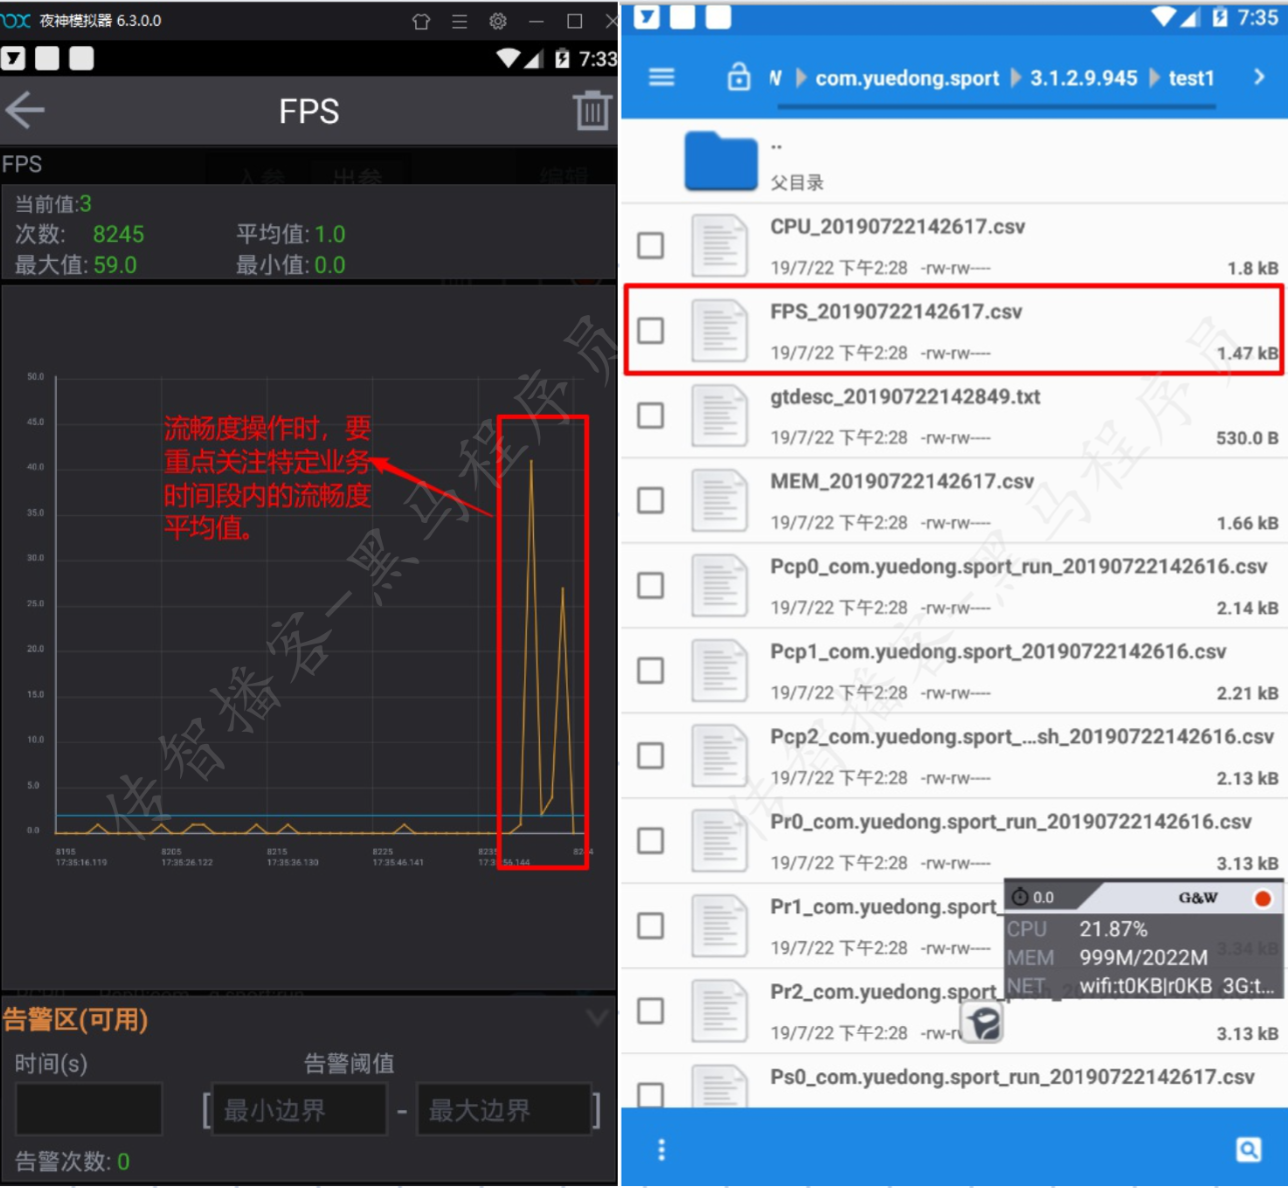 nox 夜神模拟器 6.3.0.0
7:33
FPS
FPS
入参 出参 编辑
当前值:3
次数: 8245 平均值:1.0
最大值:59.0 最小值:0.0
50.0
45.0
40.0
35.0
30.0
25.0
20.0
15.0
10.0
5.0
0.0
流畅度操作时，要
重点关注特定业务
时间段内的流畅度
平均值。
8195 8205 8215 8225 8235
17:35:16.119 17:35:26.122 17:35:36.130 17:35:46.141
传智播客-黑马程序员
告警区(可用)
时间(s) 告警阈值
[ 最小边界 - 最大边界 ]
告警次数: 0
7:35
com.yuedong.sport 3.1.2.9.945 test1
..
父目录
CPU_20190722142617.csv
19/7/22 下午2:28 -rw-rw---- 1.8 kB
FPS_20190722142617.csv
19/7/22 下午2:28 -rw-rw---- 1.47 kB
gtdesc_20190722142849.txt
19/7/22 下午2:28 -rw-rw---- 530.0 B
MEM_20190722142617.csv
19/7/22 下午2:28 -rw-rw---- 1.66 kB
Pcp0_com.yuedong.sport_run_20190722142616.csv
19/7/22 下午2:28 -rw-rw---- 2.14 kB
Pcp1_com.yuedong.sport_20190722142616.csv
19/7/22 下午2:28 -rw-rw---- 2.21 kB
Pcp2_com.yuedong.sport_...sh_20190722142616.csv
19/7/22 下午2:28 -rw-rw---- 2.13 kB
Pr0_com.yuedong.sport_run_20190722142616.csv
19/7/22 下午2:28 -rw-rw---- 3.13 kB
Pr1_com.yuedong.sport_
19/7/22 下午2:28 -rw-rw---- 3.34 kB
0.0 G&W
CPU 21.87%
MEM 999M/2022M
NET wifi:t0KB|r0KB 3G:t...
Pr2_com.yuedong.sport_
19/7/22 下午2:28 -rw-rw 3.13 kB
Ps0_com.yuedong.sport_run_20190722142617.csv
传智播客-黑马程序员